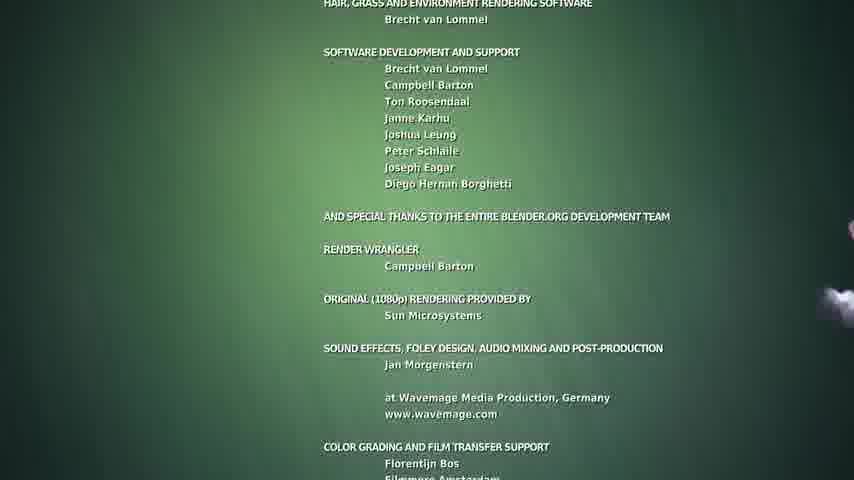 HAIR, GRASS AND ENVIRONMENT RENDERING SOFTWARE
Brecht van Lommel
SOFTWARE DEVELOPMENT AND SUPPORT
Brecht van Lommel
Campbell Barton
Ton Roosendaal
Janne Karhu
Joshua Leung
Peter Schlaile
Joseph Eagar
Diego Hernan Borghetti
AND SPECIAL THANKS TO THE ENTIRE BLENDER.ORG DEVELOPMENT TEAM
RENDER WRANGLER
Campbell Barton
ORIGINAL (1080p) RENDERING PROVIDED BY
Sun Microsystems
SOUND EFFECTS, FOLEY DESIGN, AUDIO MIXING AND POST-PRODUCTION
Jan Morgenstern
at Wavemage Media Production, Germany
www.wavemage.com
COLOR GRADING AND FILM TRANSFER SUPPORT
Florentijn Bos
Filmmore Amsterdam